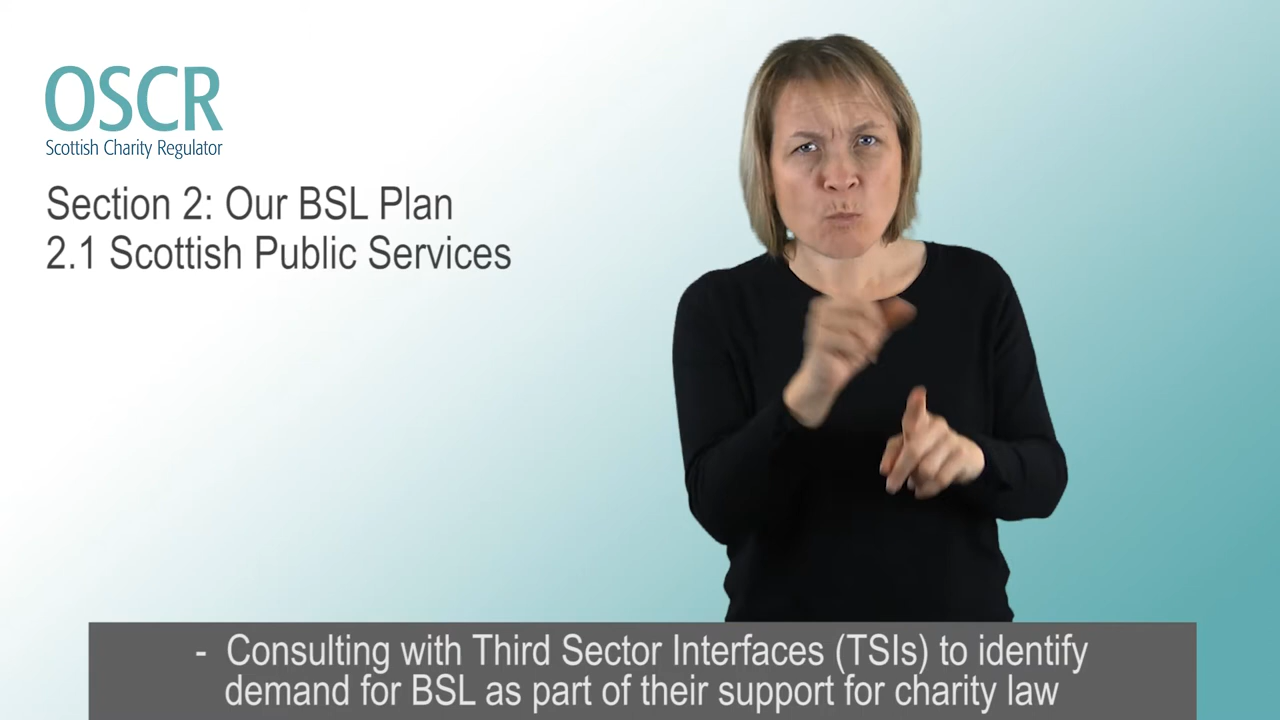 OSCR
Scottish Charity Regulator
Section 2: Our BSL Plan
2.1 Scottish Public Services
- Consulting with Third Sector Interfaces (TSIs) to identify
demand for BSL as part of their support for charity law